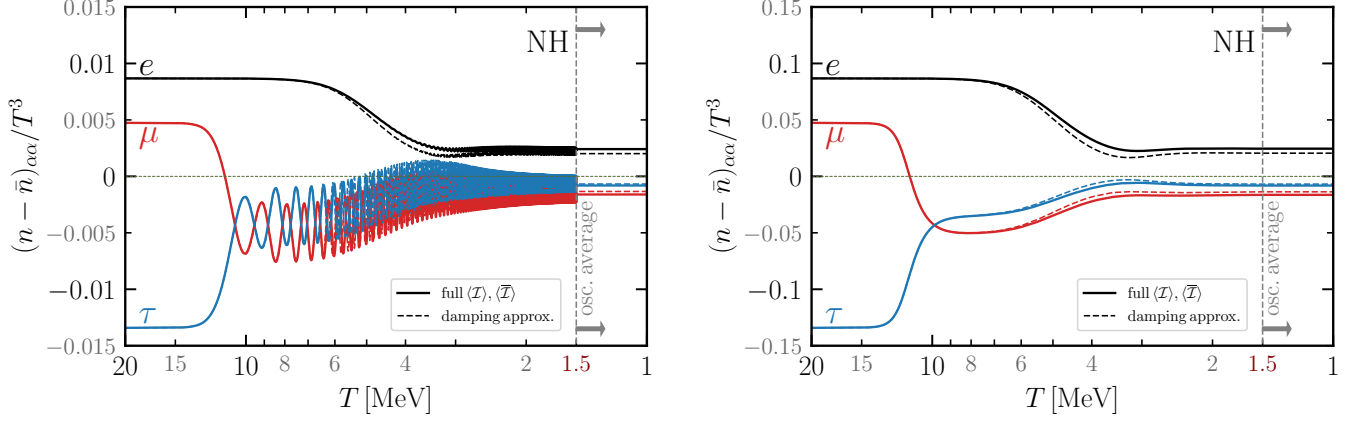 0.015
0.01
0.005
0
−0.005
−0.01
−0.015
(n − n̄)αα/T³
e
μ
τ
NH
full ⟨𝓘⟩, ⟨𝓘̅⟩
damping approx.
osc. average
20 15 10 8 6 4 2 1.5 1
T [MeV]
0.15
0.1
0.05
0
−0.05
−0.1
−0.15
(n − n̄)αα/T³
e
μ
τ
NH
full ⟨𝓘⟩, ⟨𝓘̅⟩
damping approx.
osc. average
20 15 10 8 6 4 2 1.5 1
T [MeV]